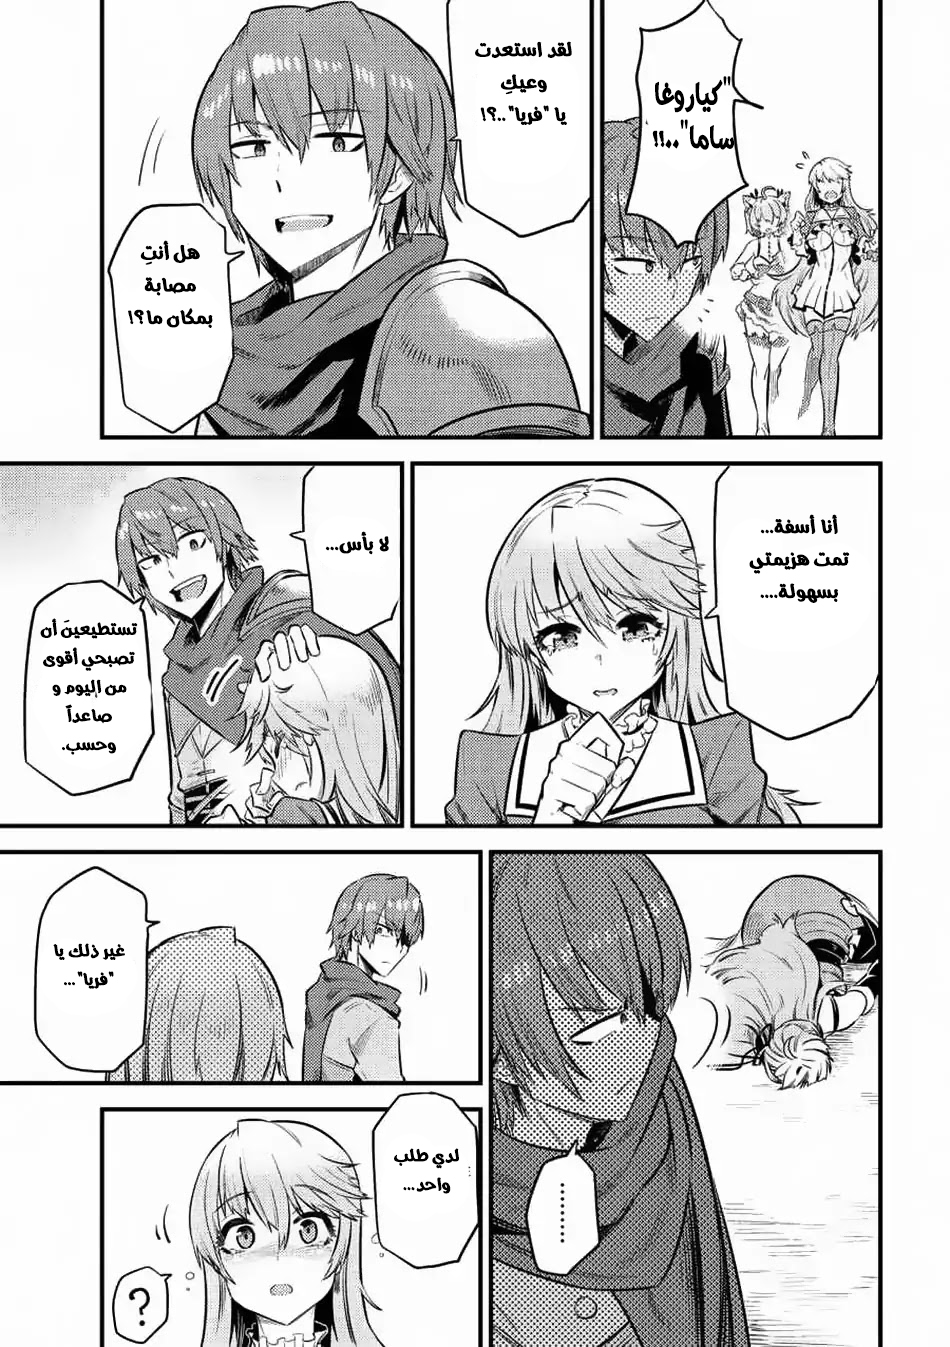 "كياروغا
ساما"..!!
لقد استعدت
وعيكِ
يا "فريا"..؟!
هل أنتِ
مصابة
بمكان ما؟!
أنا أسفة...
تمت هزيمتي
بسهولة....
لا بأس...
تستطيعينَ أن
تصبحي أقوى
من اليوم و
صاعداً
وحسب.
.........
غير ذلك يا
"فريا"...
لدي طلب
واحد...
?